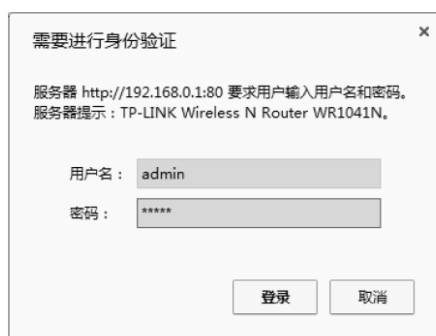 需要进行身份验证
服务器 http://192.168.0.1:80 要求用户输入用户名和密码。
服务器提示：TP-LINK Wireless N Router WR1041N。
用户名： admin
密码： *****
登录 取消